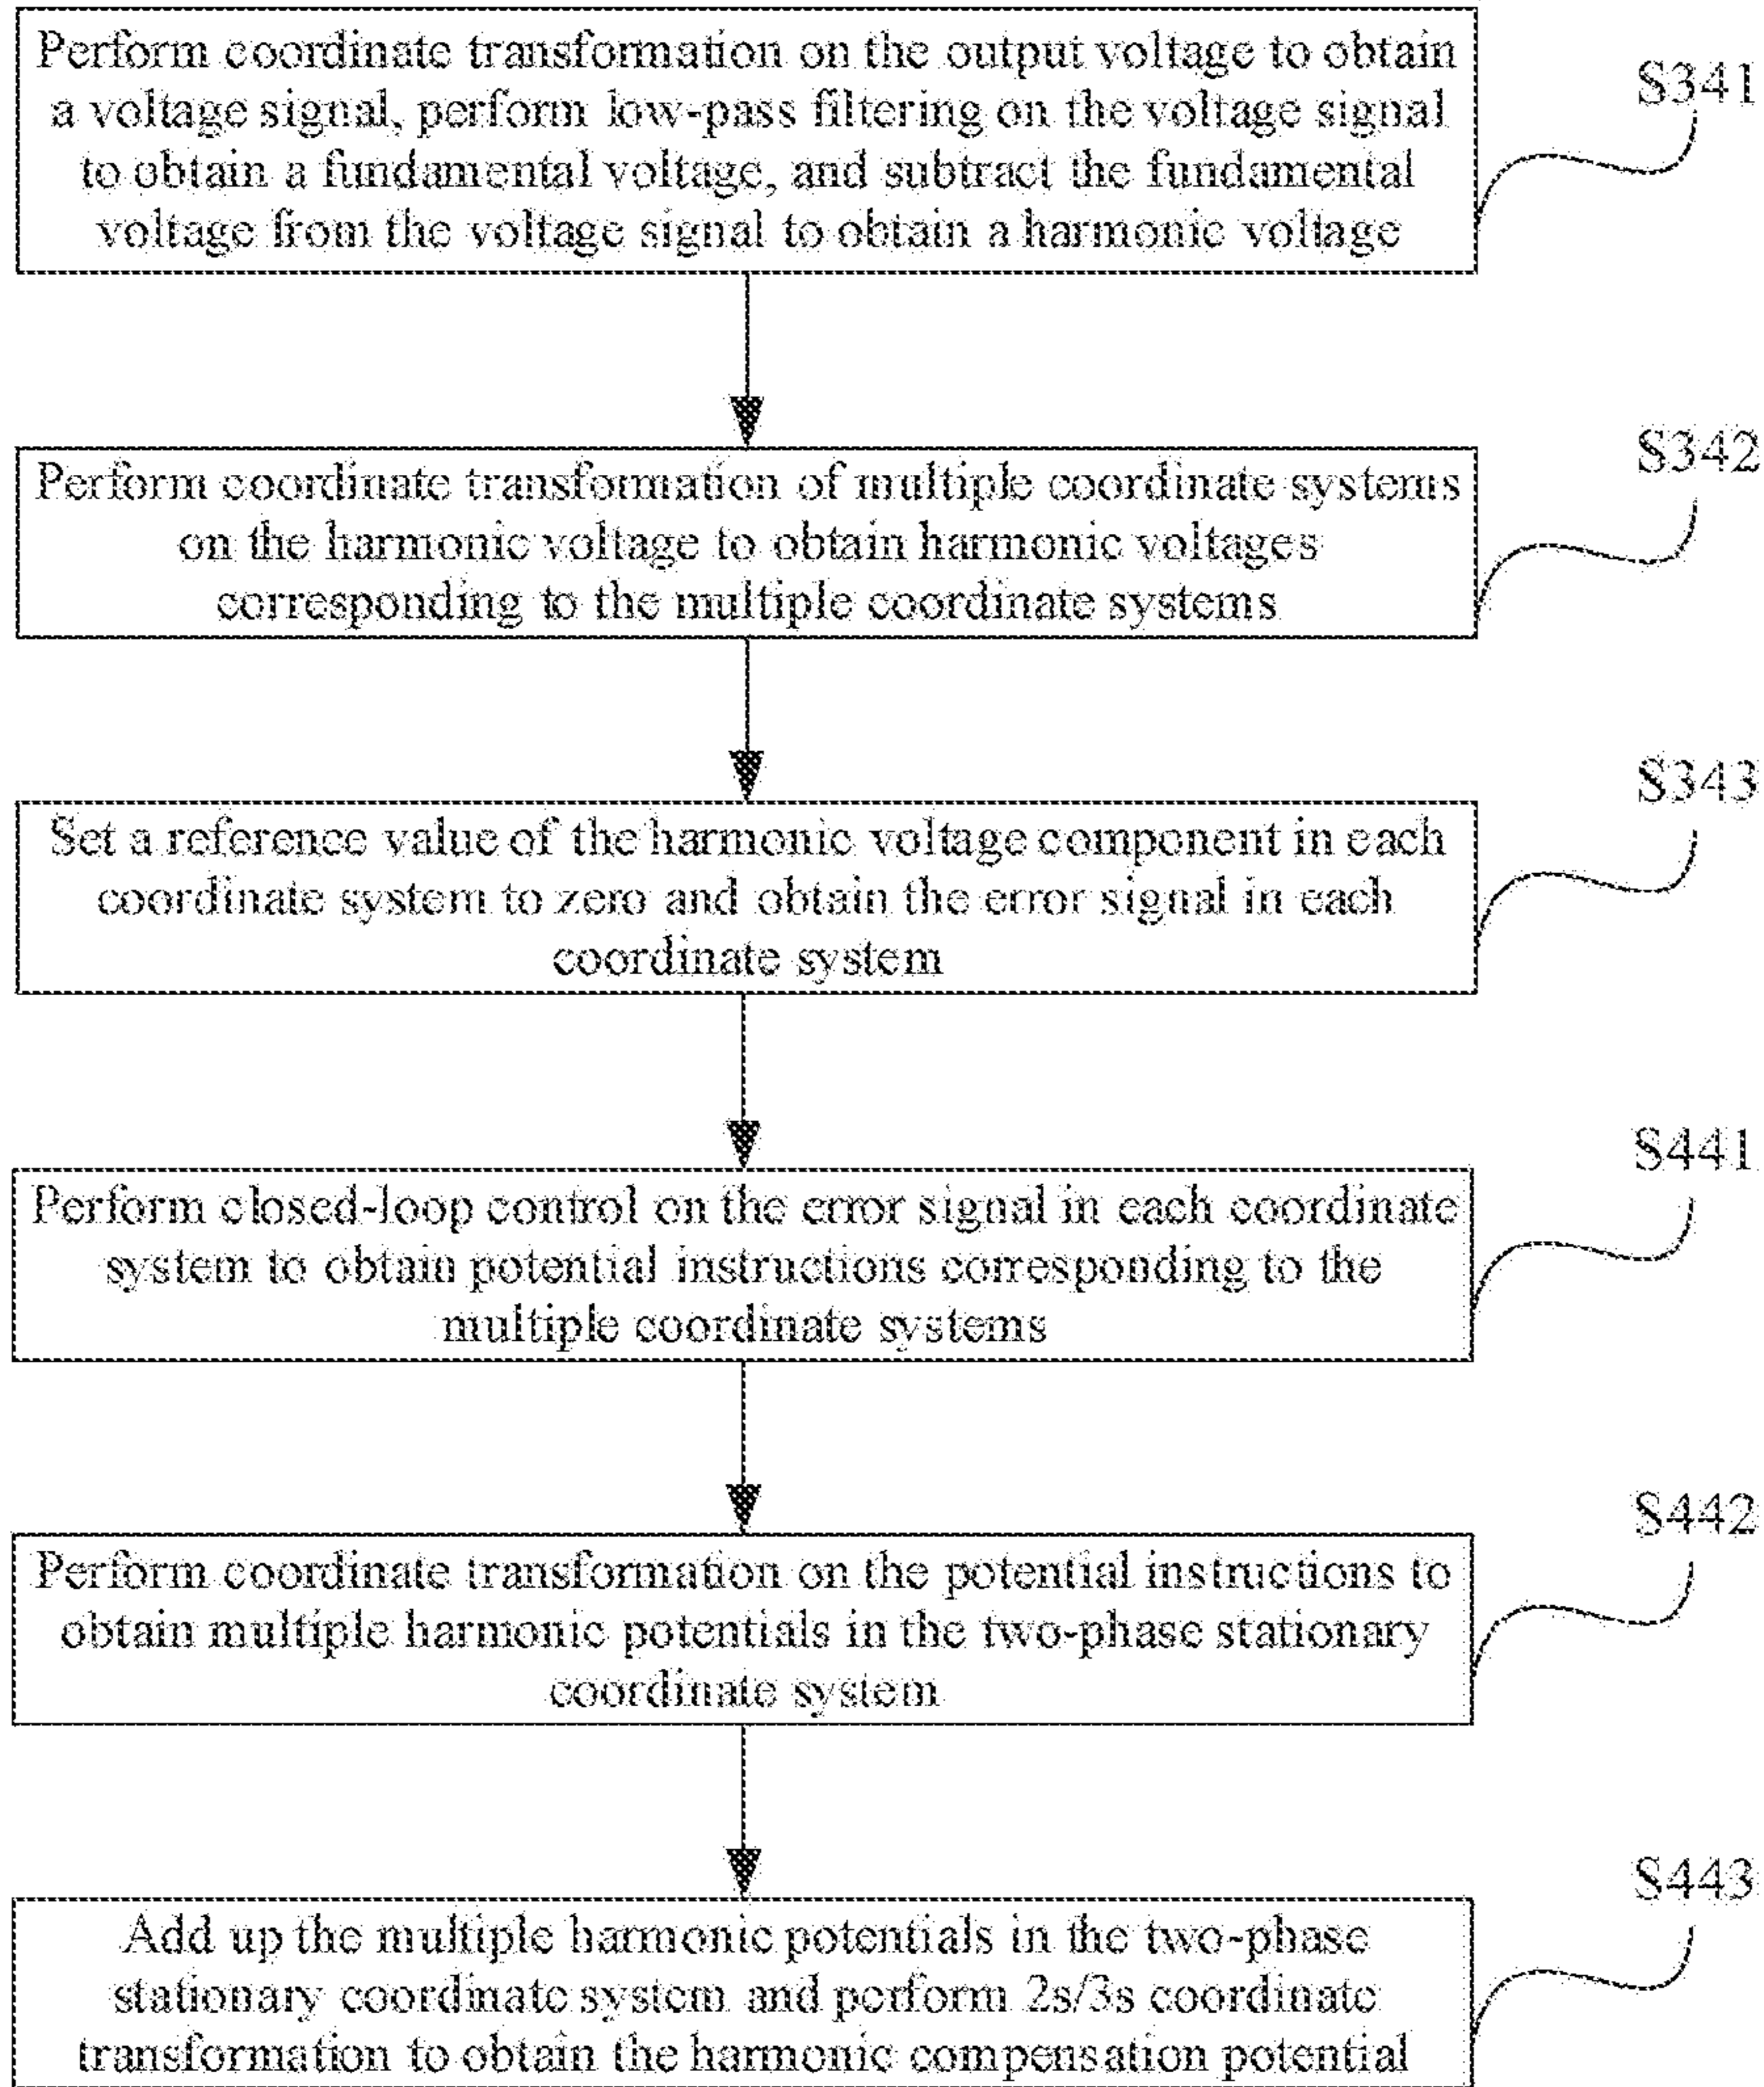 Perform coordinate transformation on the output voltage to obtain
a voltage signal, perform low-pass filtering on the voltage signal
to obtain a fundamental voltage, and subtract the fundamental
voltage from the voltage signal to obtain a harmonic voltage
S341
Perform coordinate transformation of multiple coordinate systems
on the harmonic voltage to obtain harmonic voltages
corresponding to the multiple coordinate systems
S342
Set a reference value of the harmonic voltage component in each
coordinate system to zero and obtain the error signal in each
coordinate system
S343
Perform closed-loop control on the error signal in each coordinate
system to obtain potential instructions corresponding to the
multiple coordinate systems
S441
Perform coordinate transformation on the potential instructions to
obtain multiple harmonic potentials in the two-phase stationary
coordinate system
S442
Add up the multiple harmonic potentials in the two-phase
stationary coordinate system and perform 2s/3s coordinate
transformation to obtain the harmonic compensation potential
S443